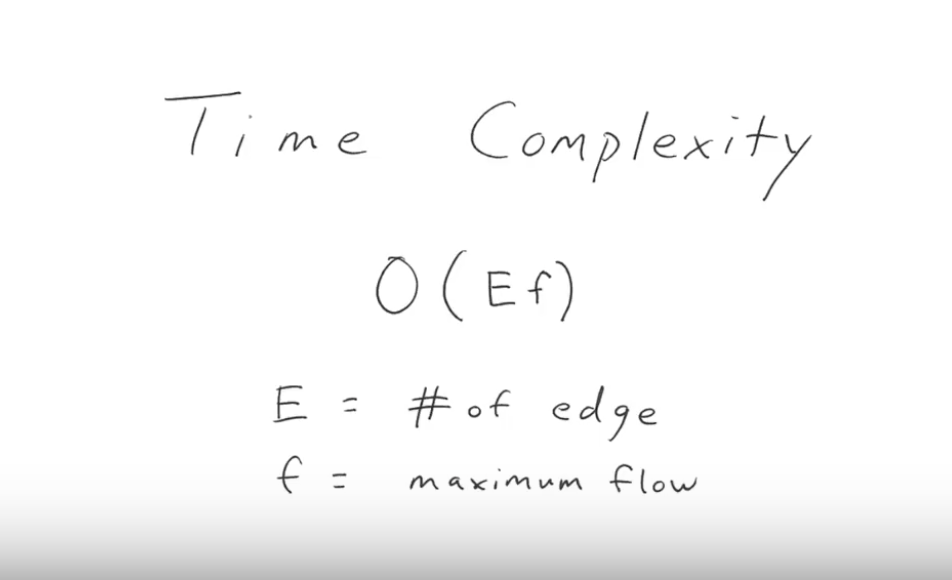 Time Complexity
O(Ef)
E = # of edge
f = maximum flow